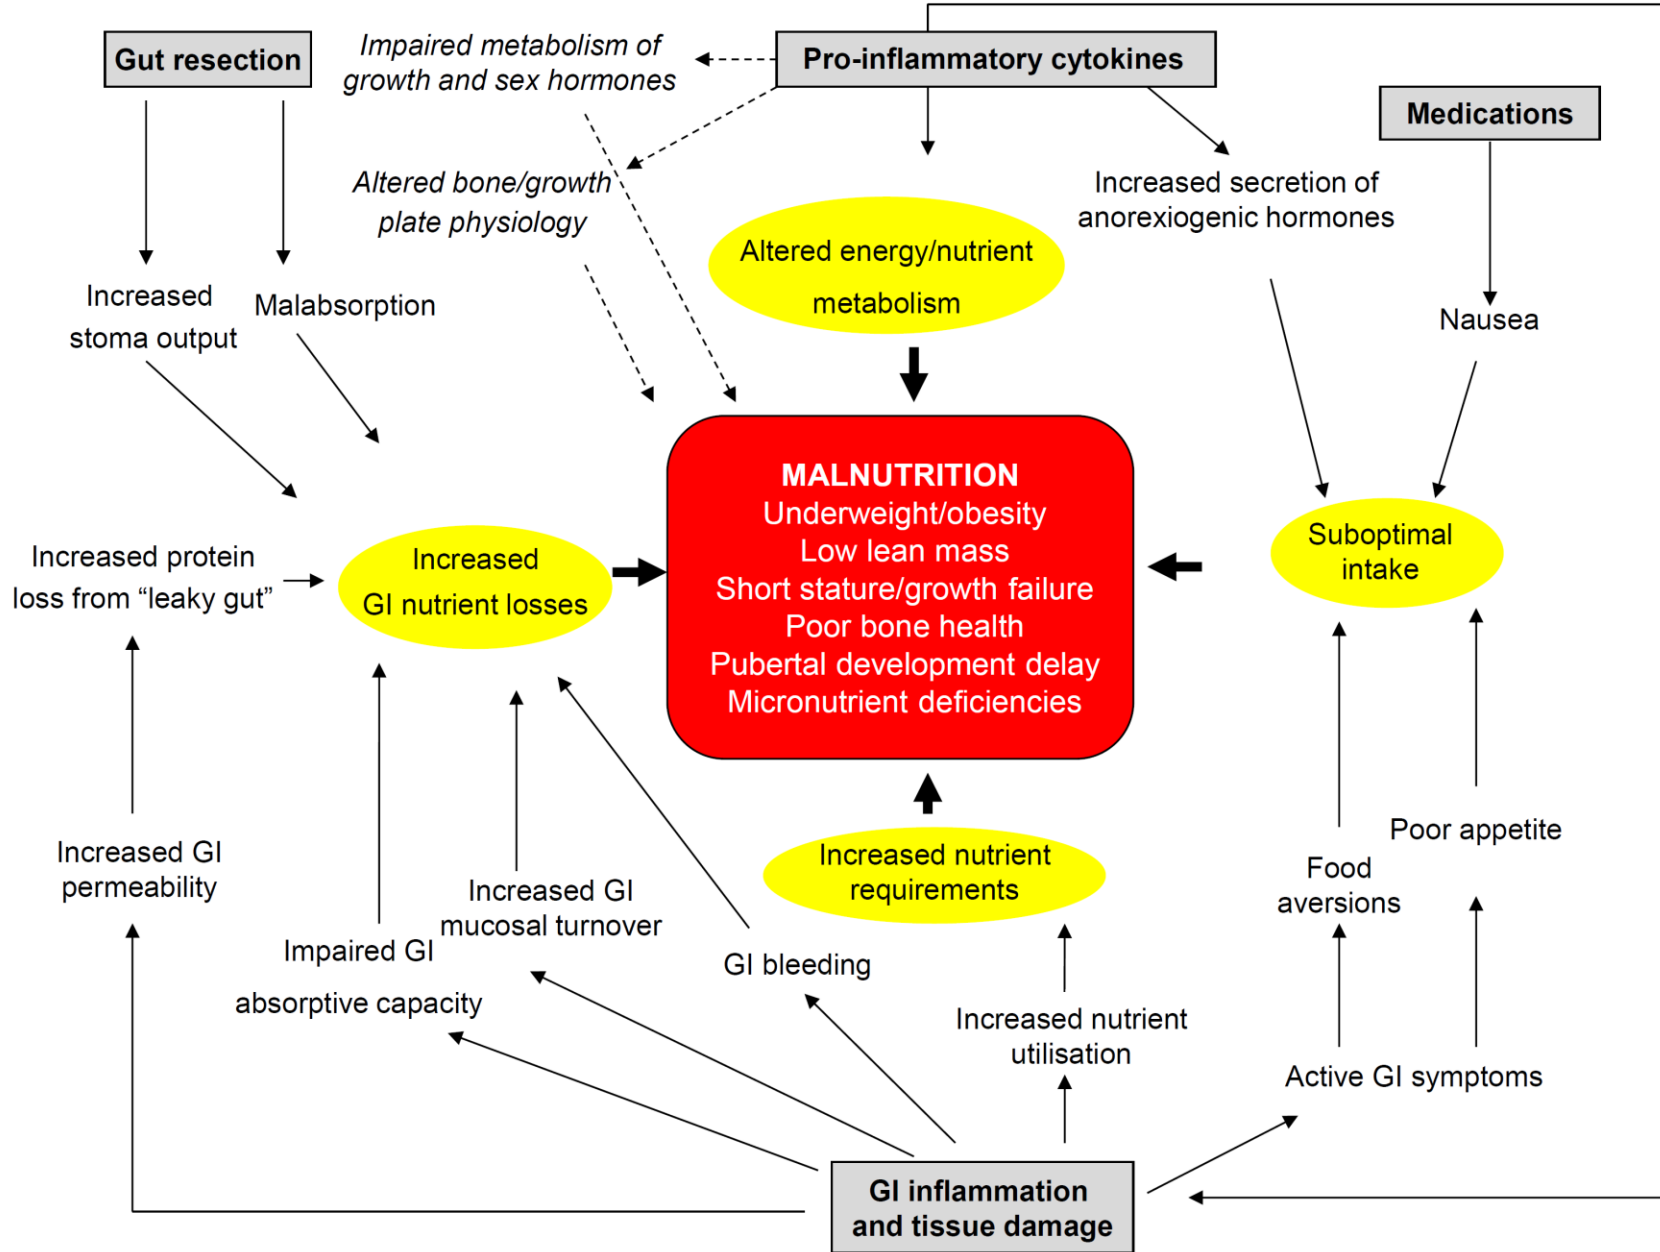 Gut resection
Impaired metabolism of
growth and sex hormones
Pro-inflammatory cytokines
Medications
Altered bone/growth
plate physiology
Increased secretion of
anorexiogenic hormones
Altered energy/nutrient
metabolism
Increased
stoma output
Malabsorption
Nausea
MALNUTRITION
Underweight/obesity
Low lean mass
Short stature/growth failure
Poor bone health
Pubertal development delay
Micronutrient deficiencies
Increased protein
loss from “leaky gut”
Increased
GI nutrient losses
Suboptimal
intake
Increased GI
permeability
Impaired GI
absorptive capacity
Increased GI
mucosal turnover
GI bleeding
Increased nutrient
requirements
Increased nutrient
utilisation
Food
aversions
Poor appetite
Active GI symptoms
GI inflammation
and tissue damage